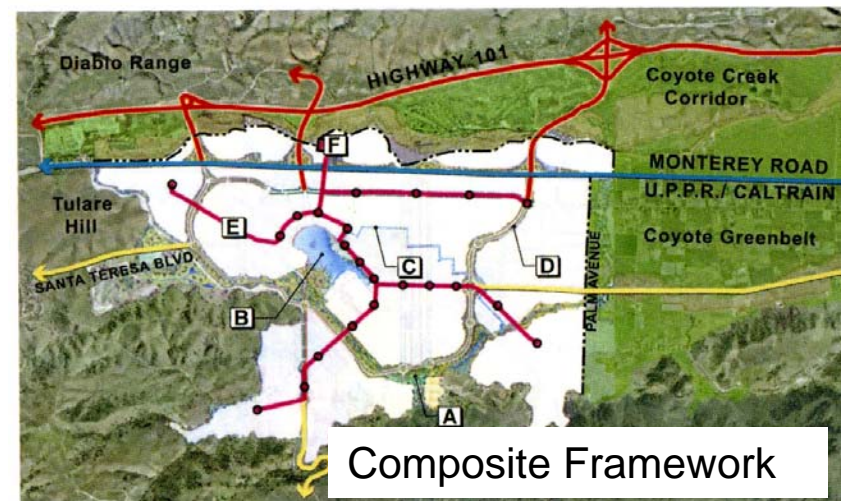 Diablo Range
HIGHWAY 101
Coyote Creek
Corridor
F
MONTEREY ROAD
U.P.P.R./ CALTRAIN
Tulare
Hill
E
C
D
Coyote Greenbelt
SANTA TERESA BLVD.
B
PALM AVENUE
A
Composite Framework